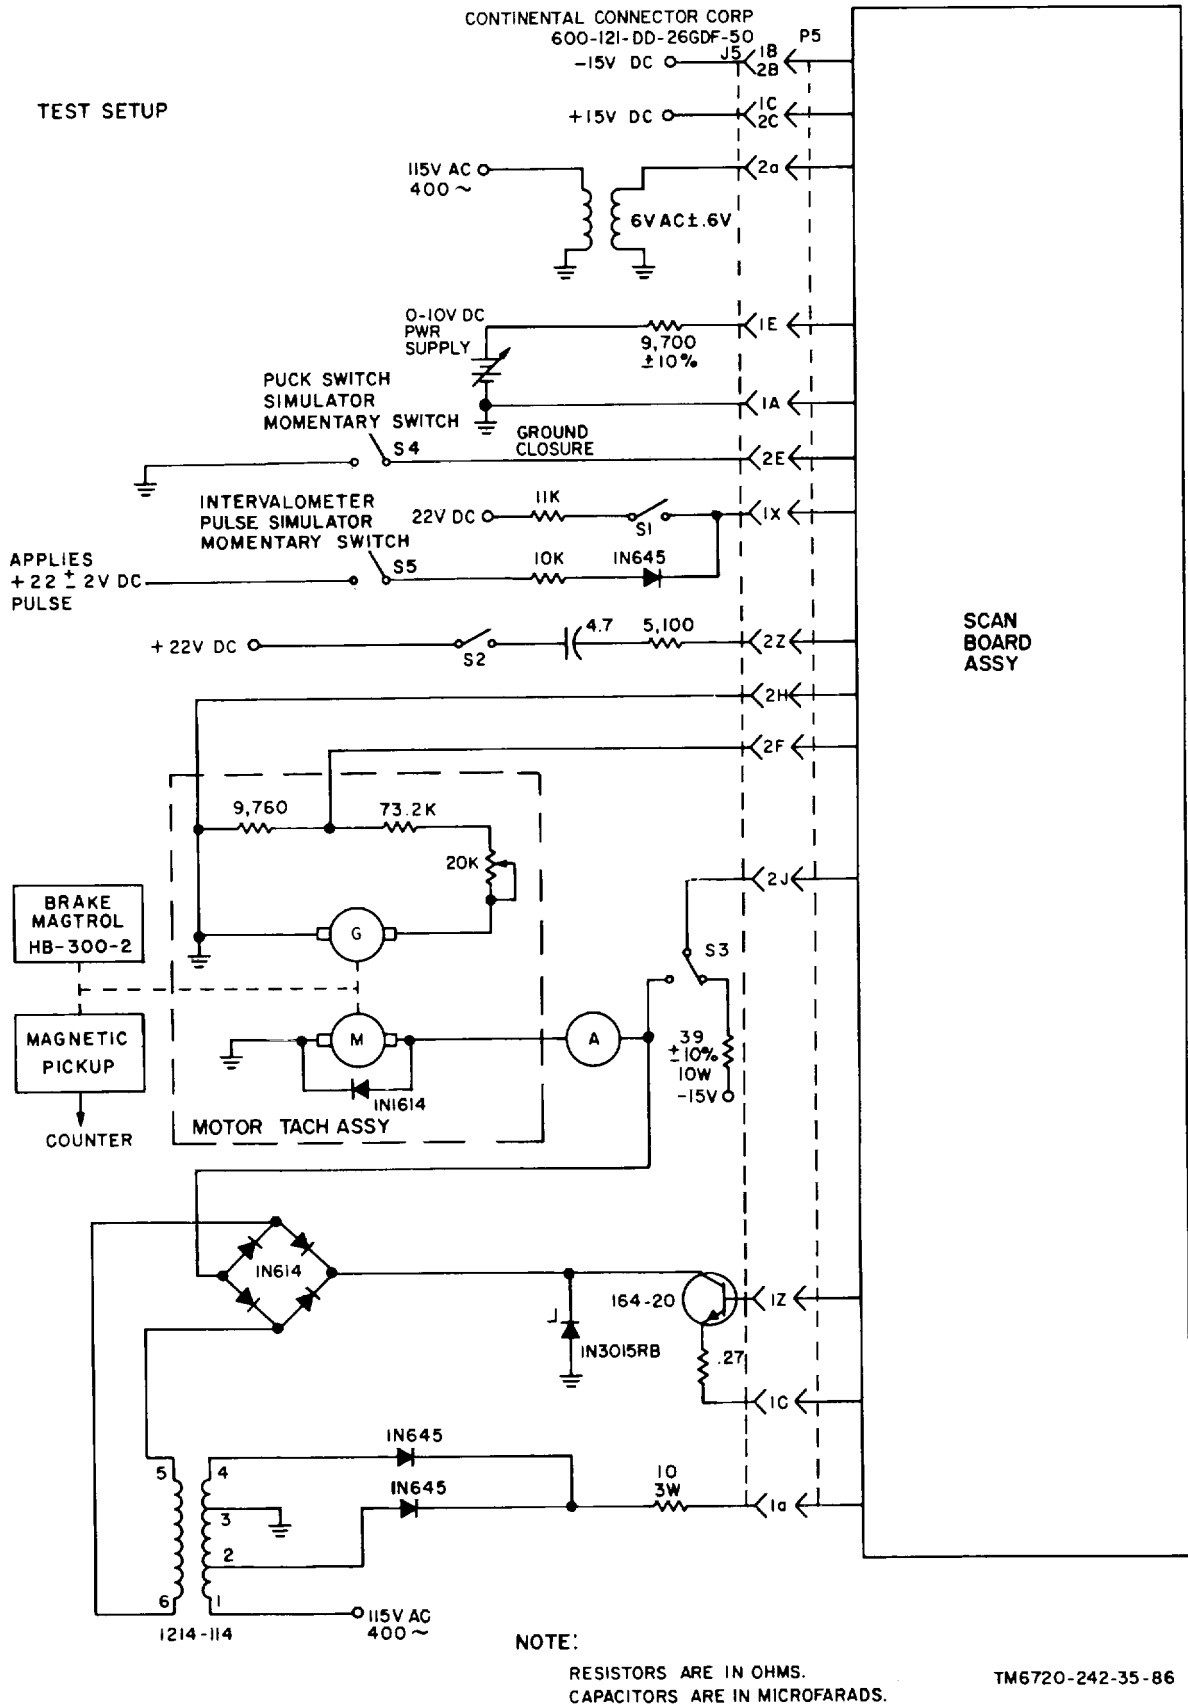 CONTINENTAL CONNECTOR CORP
600-121-DD-26GDF-50
J5
P5
-15V DC
1B
2B
TEST SETUP
+15V DC
1C
2C
115V AC
400 ~
2a
6V AC ±.6V
0-10V DC
PWR
SUPPLY
9,700
±10%
1E
PUCK SWITCH
SIMULATOR
MOMENTARY SWITCH
1A
S4
GROUND
CLOSURE
2E
INTERVALOMETER
PULSE SIMULATOR
MOMENTARY SWITCH
22V DC
11K
S1
1X
APPLIES
+22 ± 2V DC
PULSE
S5
10K
1N645
SCAN
BOARD
ASSY
+22V DC
S2
4.7
5,100
2Z
2H
2F
9,760
73.2K
20K
2J
BRAKE
MAGTROL
HB-300-2
G
S3
MAGNETIC
PICKUP
M
A
39
±10%
10W
-15V
1N1614
COUNTER
MOTOR TACH ASSY
1N614
164-20
1Z
1N3015RB
.27
1C
1N645
5
4
1N645
10
3W
3
1a
2
6
1
115V AC
400 ~
1214-114
NOTE:
RESISTORS ARE IN OHMS.
CAPACITORS ARE IN MICROFARADS.
TM6720-242-35-86